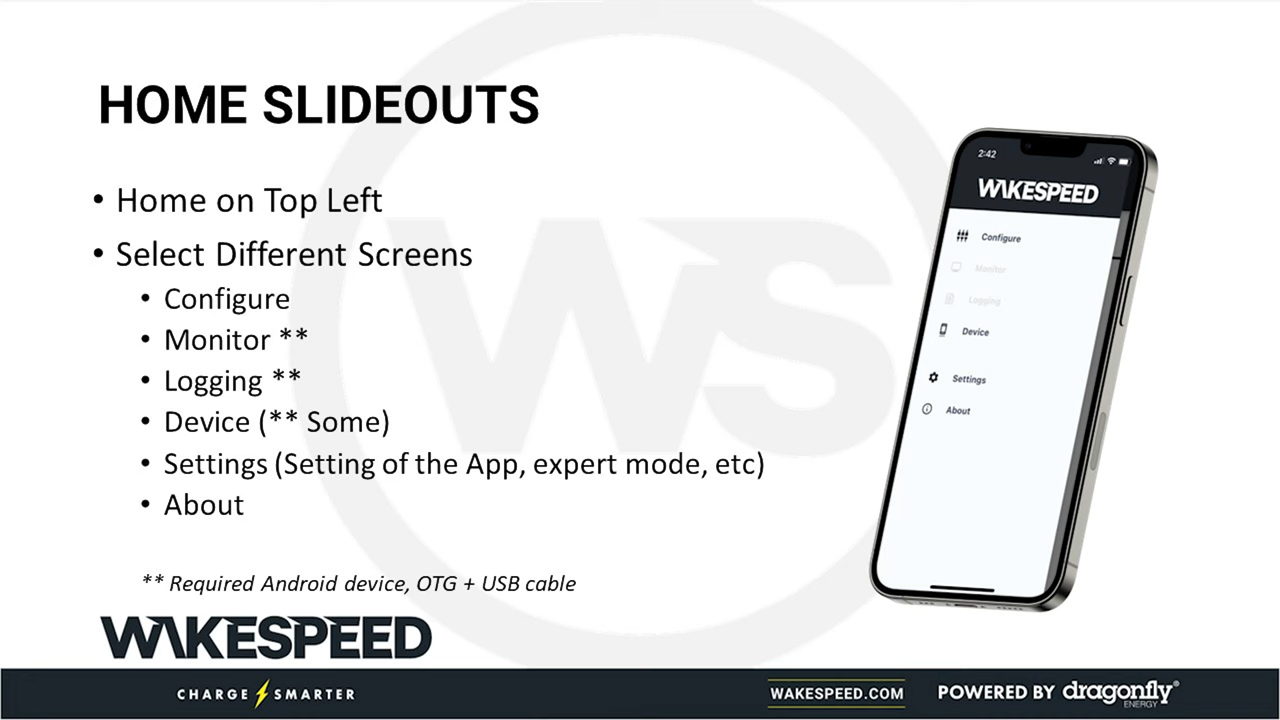 HOME SLIDEOUTS
• Home on Top Left
• Select Different Screens
• Configure
• Monitor **
• Logging **
• Device (** Some)
• Settings (Setting of the App, expert mode, etc)
• About
** Required Android device, OTG + USB cable
WAKESPEED
CHARGE SMARTER
WAKESPEED.COM
POWERED BY dragonfly®
ENERGY
WS
2:42
WAKESPEED
Configure
Monitor
Logging
Device
Settings
About